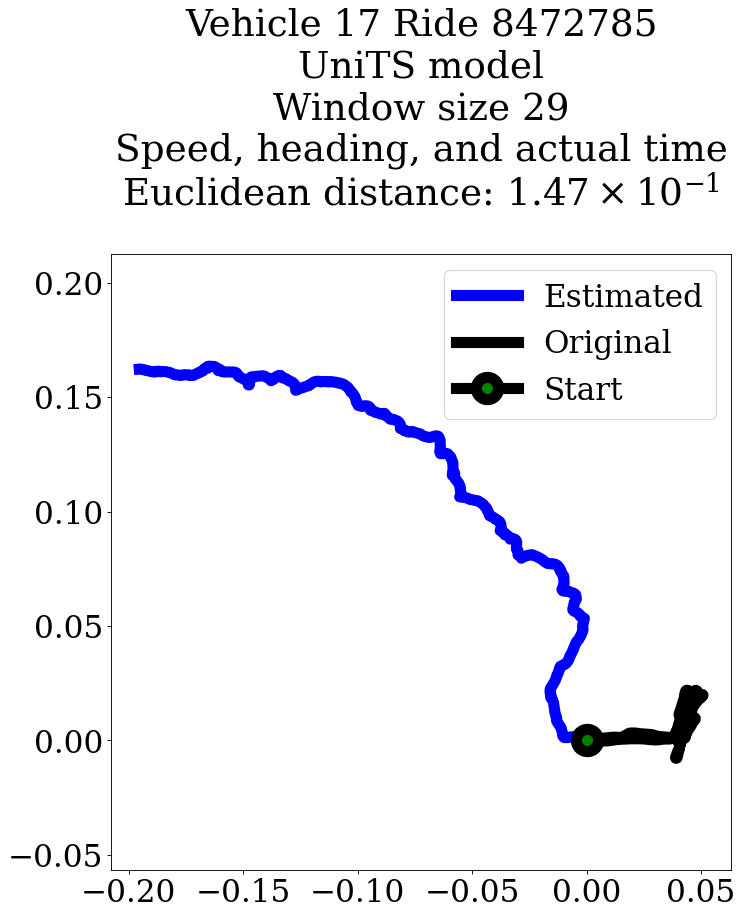 Vehicle 17 Ride 8472785
UniTS model
Window size 29
Speed, heading, and actual time
Euclidean distance: 1.47 × 10⁻¹
Estimated
Original
Start
0.20
0.15
0.10
0.05
0.00
−0.05
−0.20 −0.15 −0.10 −0.05 0.00 0.05